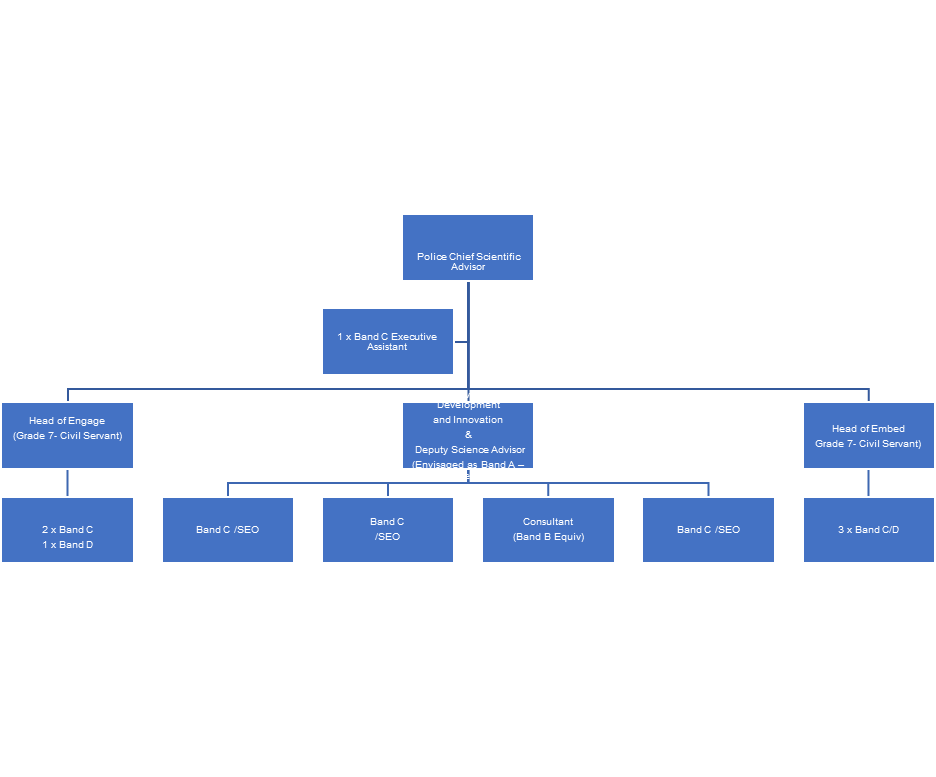 Police Chief Scientific
Advisor
1 x Band C Executive
Assistant
Head of Engage
(Grade 7- Civil Servant)
Development
and Innovation
&
Deputy Science Advisor
(Envisaged as Band A –
Head of Embed
Grade 7- Civil Servant)
2 x Band C
1 x Band D
Band C /SEO
Band C
/SEO
Consultant
(Band B Equiv)
Band C /SEO
3 x Band C/D